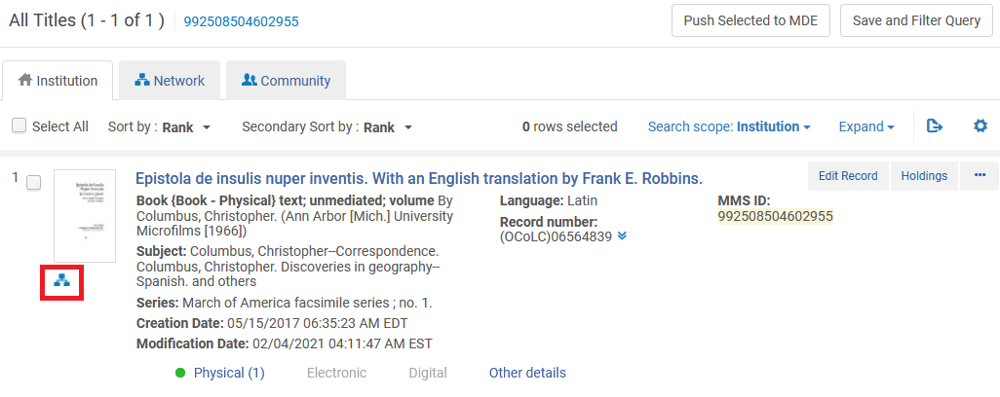 All Titles (1 - 1 of 1 ) 992508504602955 Push Selected to MDE Save and Filter Query
Institution Network Community
Select All Sort by : Rank Secondary Sort by : Rank 0 rows selected Search scope: Institution Expand
1 Epistola de insulis nuper inventis. With an English translation by Frank E. Robbins. Edit Record Holdings •••
Book {Book - Physical} text; unmediated; volume By
Columbus, Christopher. (Ann Arbor [Mich.] University
Microfilms [1966])
Subject: Columbus, Christopher--Correspondence.
Columbus, Christopher. Discoveries in geography--
Spanish. and others
Series: March of America facsimile series ; no. 1.
Creation Date: 05/15/2017 06:35:23 AM EDT
Modification Date: 02/04/2021 04:11:47 AM EST
Language: Latin
Record number:
(OCoLC)06564839
MMS ID:
992508504602955
Physical (1) Electronic Digital Other details